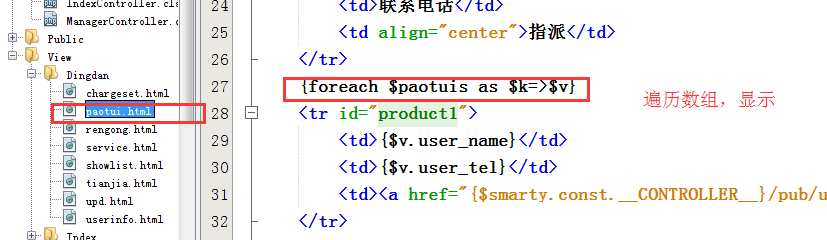 IndexController.cl
ManagerController.
Public
View
Dingdan
chargeset.html
paotui.html
rengong.html
service.html
showlist.html
tianjia.html
upd.html
userinfo.html
Index
24 <td>联系电话</td>
25 <td align="center">指派</td>
26 </tr>
27 {foreach $paotuis as $k=>$v}
28 <tr id="product1">
29 <td>{$v.user_name}</td>
30 <td>{$v.user_tel}</td>
31 <td><a href="{$smarty.const.__CONTROLLER__}/pub/u
32 </tr>
遍历数组，显示